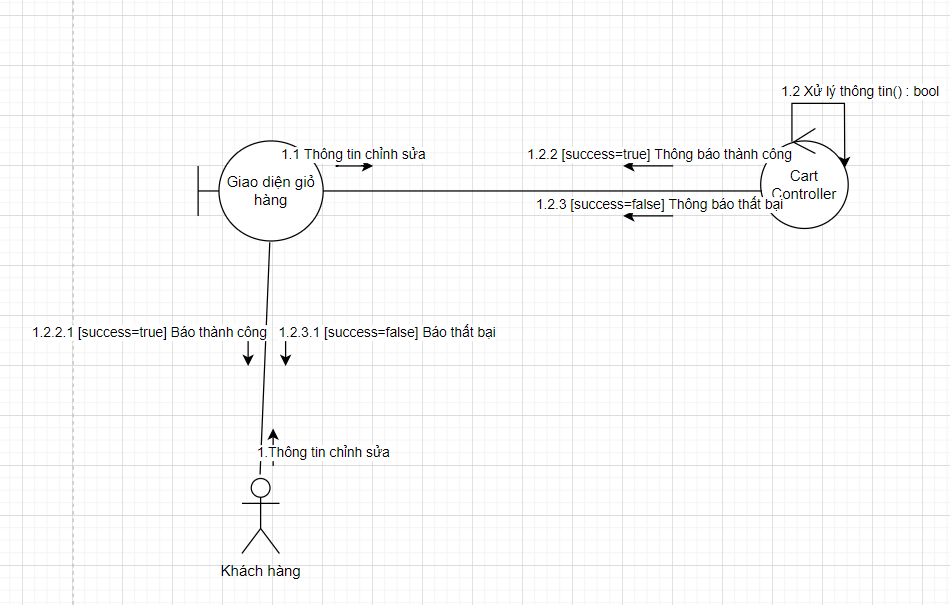 1.2 Xử lý thông tin() : bool
1.1 Thông tin chỉnh sửa
1.2.2 [success=true] Thông báo thành công
Giao diện giỏ
hàng
Cart
Controller
1.2.3 [success=false] Thông báo thất bại
1.2.2.1 [success=true] Báo thành công
1.2.3.1 [success=false] Báo thất bại
1.Thông tin chỉnh sửa
Khách hàng